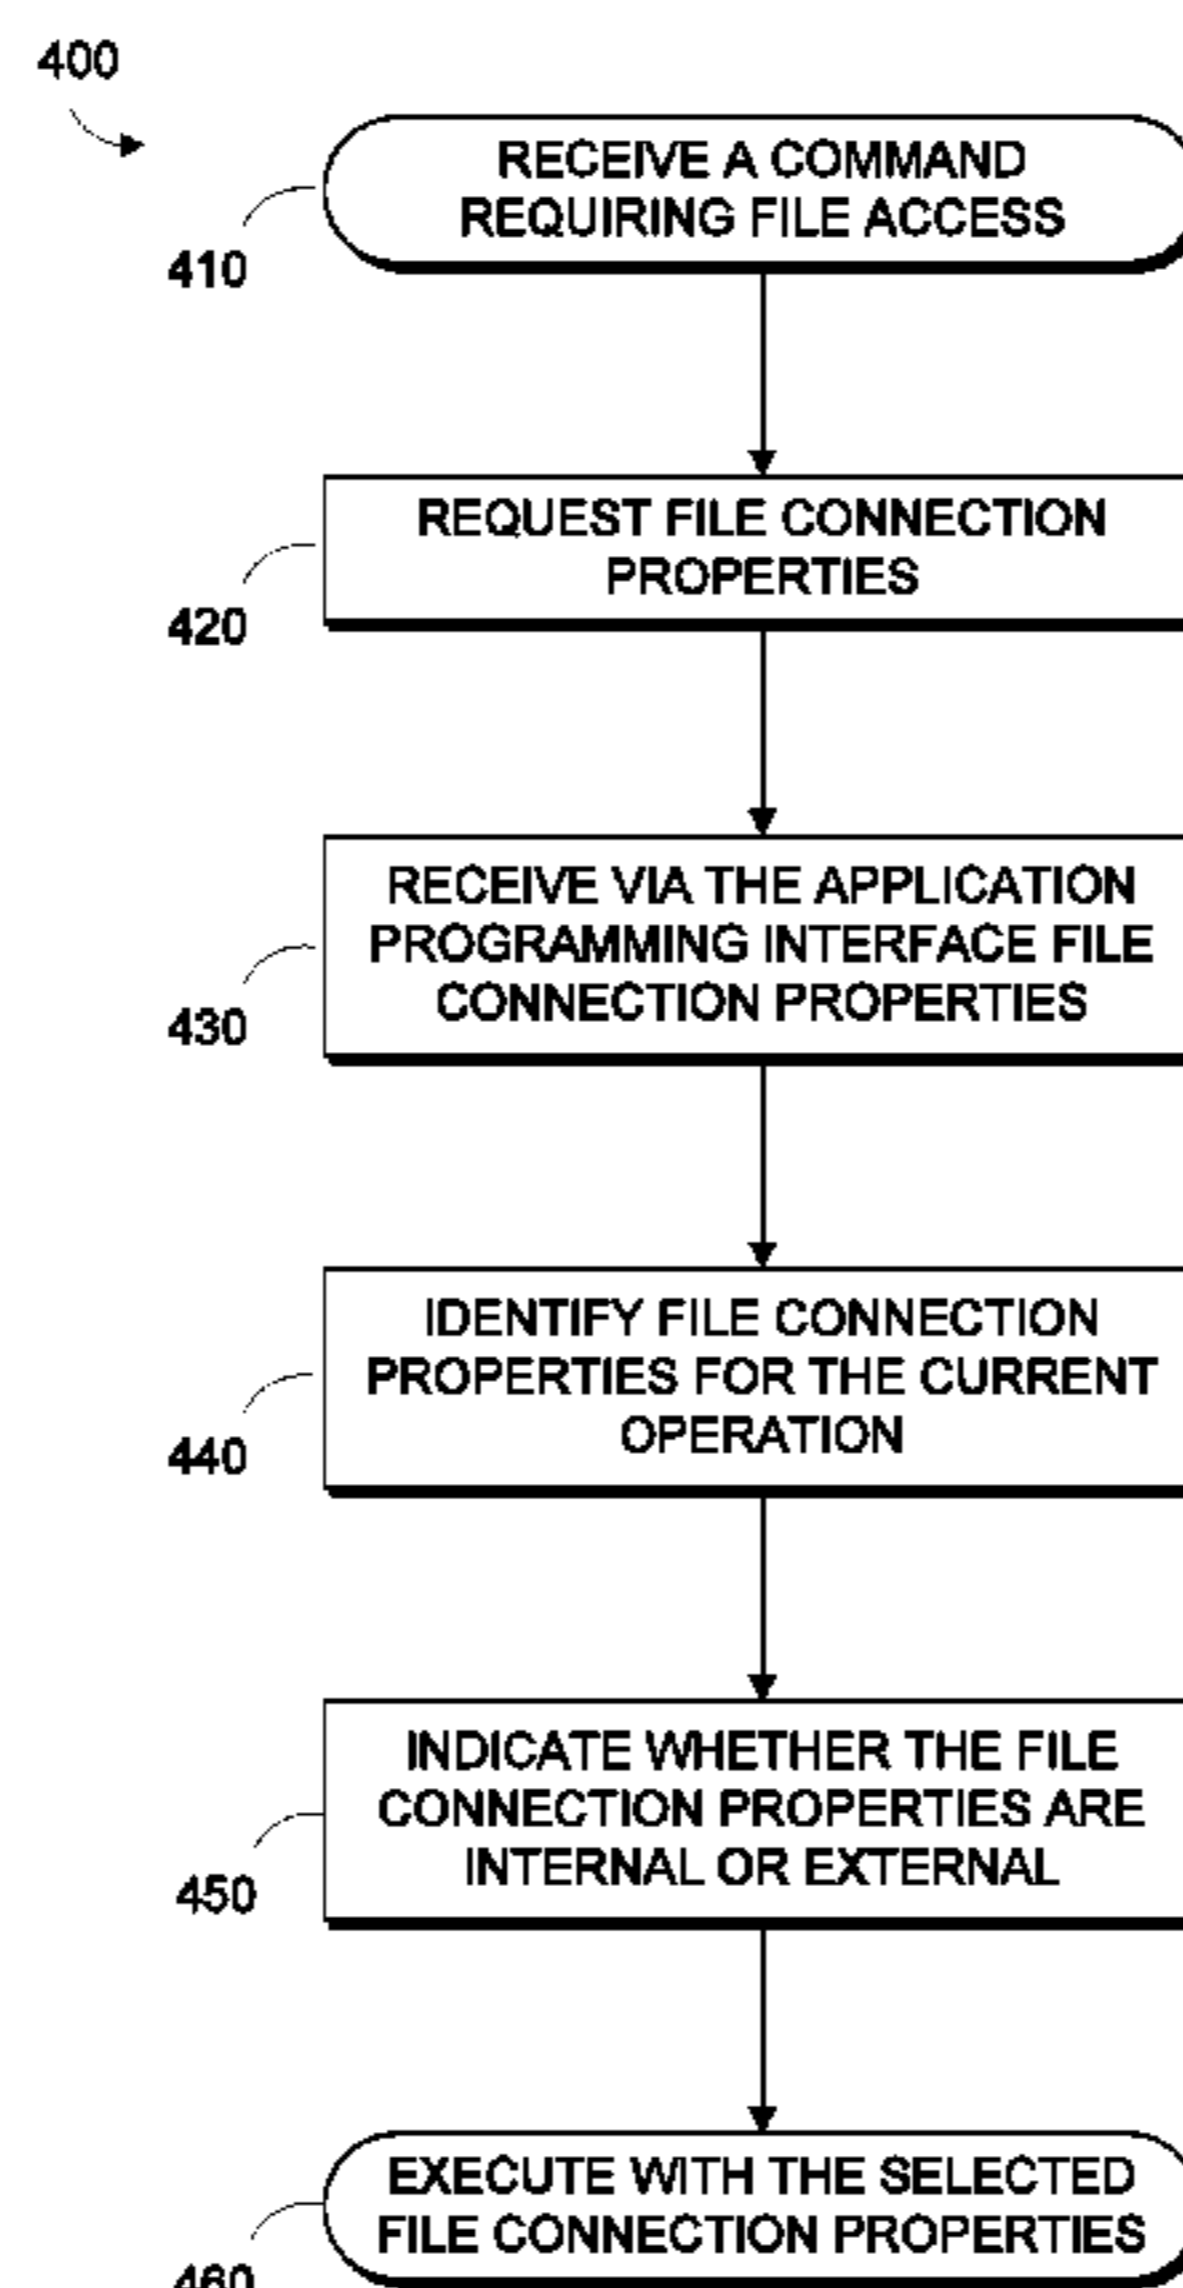 400
RECEIVE A COMMAND
REQUIRING FILE ACCESS
410
REQUEST FILE CONNECTION
PROPERTIES
420
RECEIVE VIA THE APPLICATION
PROGRAMMING INTERFACE FILE
CONNECTION PROPERTIES
430
IDENTIFY FILE CONNECTION
PROPERTIES FOR THE CURRENT
OPERATION
440
INDICATE WHETHER THE FILE
CONNECTION PROPERTIES ARE
INTERNAL OR EXTERNAL
450
EXECUTE WITH THE SELECTED
FILE CONNECTION PROPERTIES
460